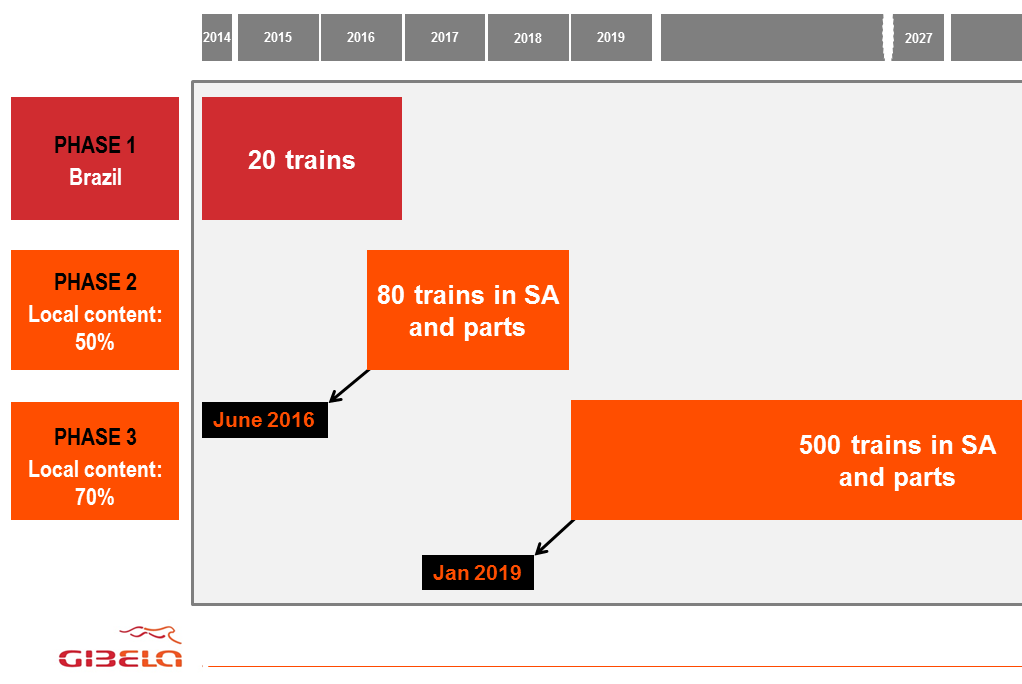 2014 2015 2016 2017 2018 2019 2027
PHASE 1
Brazil
20 trains
PHASE 2
Local content:
50%
80 trains in SA
and parts
June 2016
PHASE 3
Local content:
70%
500 trains in SA
and parts
Jan 2019
GIBELA